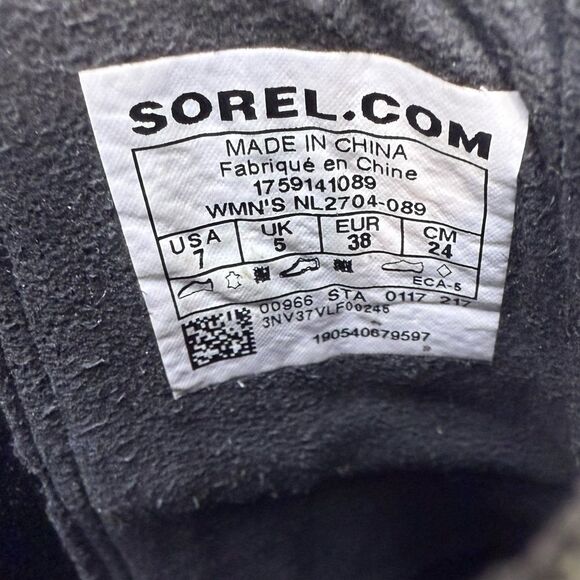 SOREL.COM
MADE IN CHINA
Fabriqué en Chine
1759141089
WMN'S NL2704-089
USA UK EUR CM
7 5 38 24
ECA-5
00966 STA 0117 217
3NV37VLF00246
190540679597